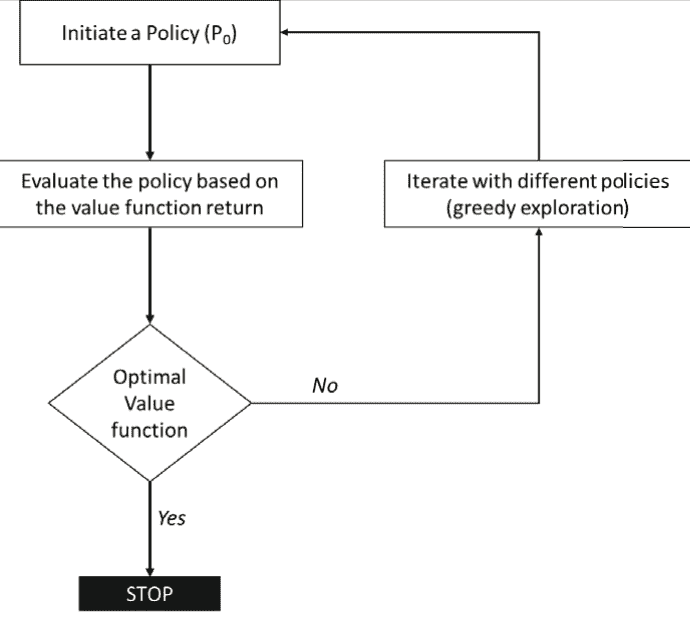 Initiate a Policy (P₀)
Evaluate the policy based on
the value function return
Iterate with different policies
(greedy exploration)
Optimal
Value
function
No
Yes
STOP